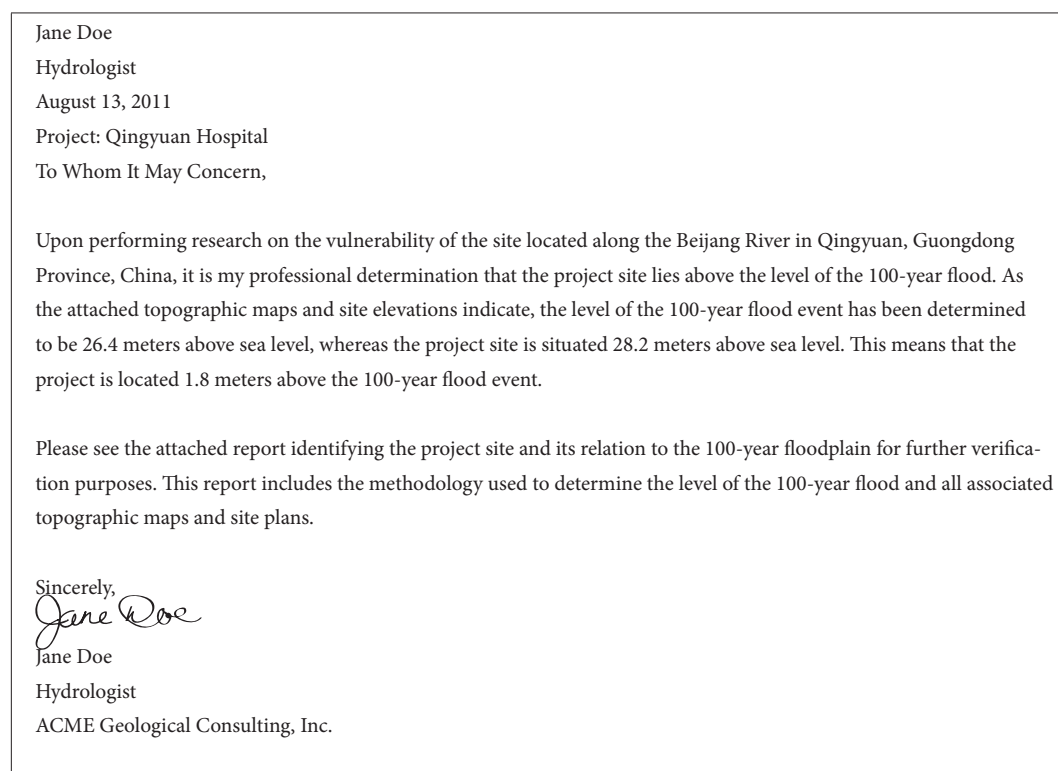 Jane Doe
Hydrologist
August 13, 2011
Project: Qingyuan Hospital
To Whom It May Concern,
Upon performing research on the vulnerability of the site located along the Beijang River in Qingyuan, Guongdong
Province, China, it is my professional determination that the project site lies above the level of the 100-year flood. As
the attached topographic maps and site elevations indicate, the level of the 100-year flood event has been determined
to be 26.4 meters above sea level, whereas the project site is situated 28.2 meters above sea level. This means that the
project is located 1.8 meters above the 100-year flood event.
Please see the attached report identifying the project site and its relation to the 100-year floodplain for further verifica-
tion purposes. This report includes the methodology used to determine the level of the 100-year flood and all associated
topographic maps and site plans.
Sincerely,
Jane Doe
Jane Doe
Hydrologist
ACME Geological Consulting, Inc.